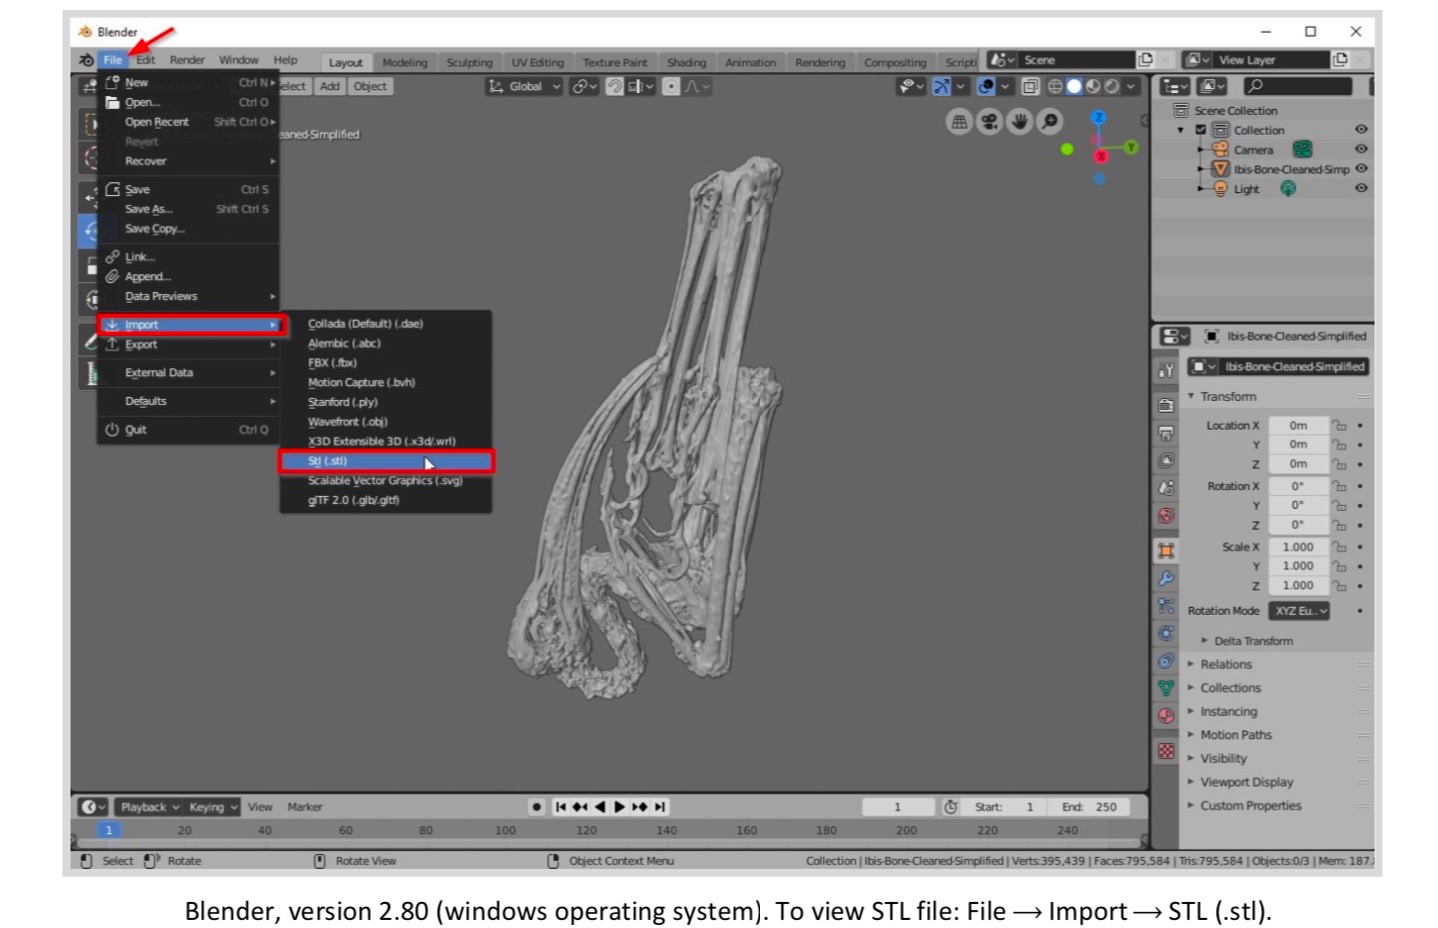 Blender
File Edit Render Window Help Layout Modeling Sculpting UV Editing Texture Paint Shading Animation Rendering Compositing Scripti Scene View Layer
New Ctrl N
elect Add Object Global
Open... Ctrl O
Open Recent Shift Ctrl O
Revert
eaned-Simplified
Recover
Save Ctrl S
Save As... Shift Ctrl S
Save Copy...
Link...
Append...
Data Previews
Import
Export
External Data
Defaults
Quit Ctrl Q
Collada (Default) (.dae)
Alembic (.abc)
FBX (.fbx)
Motion Capture (.bvh)
Stanford (.ply)
Wavefront (.obj)
X3D Extensible 3D (.x3d/.wrl)
Stl (.stl)
Scalable Vector Graphics (.svg)
glTF 2.0 (.glb/.gltf)
Z
Y
X
Scene Collection
Collection
Camera
Ibis-Bone-Cleaned-Simp
Light
Ibis-Bone-Cleaned-Simplified
Ibis-Bone-Cleaned-Simplified
Transform
Location X 0m
Y 0m
Z 0m
Rotation X 0°
Y 0°
Z 0°
Scale X 1.000
Y 1.000
Z 1.000
Rotation Mode XYZ Eu..
Delta Transform
Relations
Collections
Instancing
Motion Paths
Visibility
Viewport Display
Custom Properties
Playback Keying View Marker 1 Start: 1 End: 250
1 20 40 60 80 100 120 140 160 180 200 220 240
Select Rotate Rotate View Object Context Menu Collection | Ibis-Bone-Cleaned-Simplified | Verts:395,439 | Faces:795,584 | Tris:795,584 | Objects:0/3 | Mem: 187.
Blender, version 2.80 (windows operating system). To view STL file: File ⟶ Import ⟶ STL (.stl).